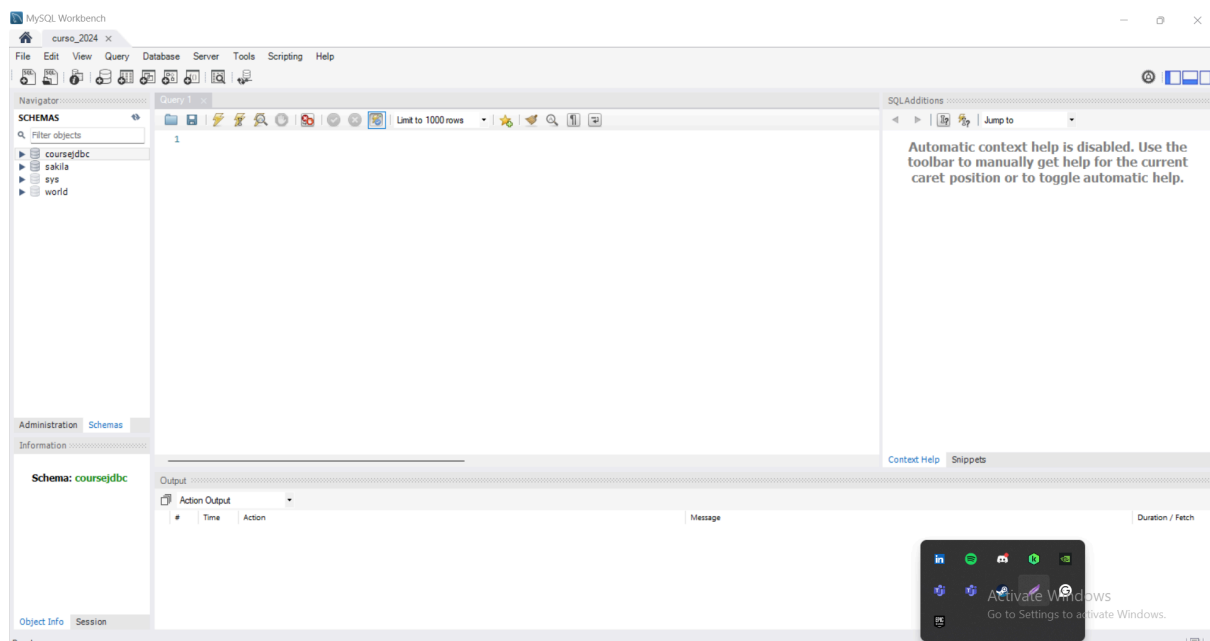 MySQL Workbench
curso_2024
File Edit View Query Database Server Tools Scripting Help
Navigator
SCHEMAS
Filter objects
coursejdbc
sakila
sys
world
Administration Schemas
Information
Schema: coursejdbc
Object Info Session
Query 1
Limit to 1000 rows
1
SQLAdditions
Jump to
Automatic context help is disabled. Use the
toolbar to manually get help for the current
caret position or to toggle automatic help.
Context Help Snippets
Output
Action Output
# Time Action Message Duration / Fetch
Activate Windows
Go to Settings to activate Windows.